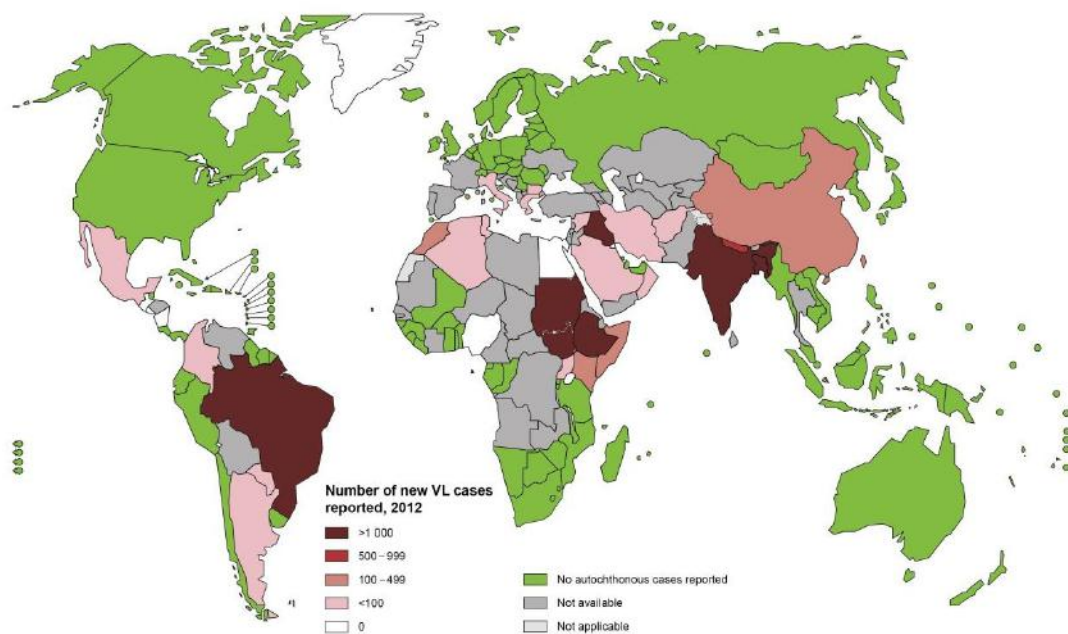 Number of new VL cases
reported, 2012
>1 000
500 – 999
100 – 499
<100
0
No autochthonous cases reported
Not available
Not applicable